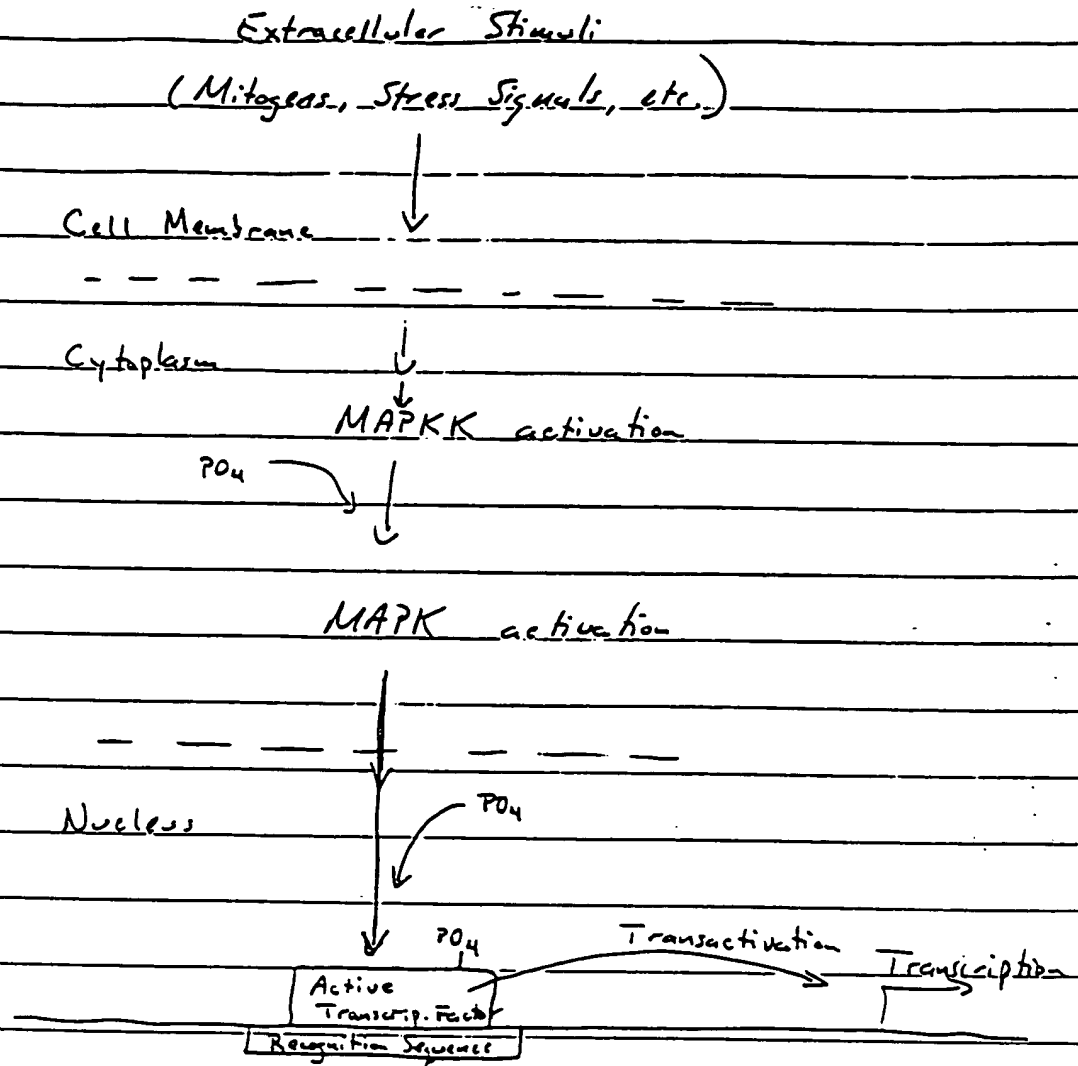 Extracellular Stimuli
(Mitogens, Stress Signals, etc.)
Cell Membrane
Cytoplasm
MAPKK activation
PO4
MAPK activation
PO4
Nucleus
PO4
Transactivation
Transcription
Active
Transcrip. Factor
Recognition Sequence